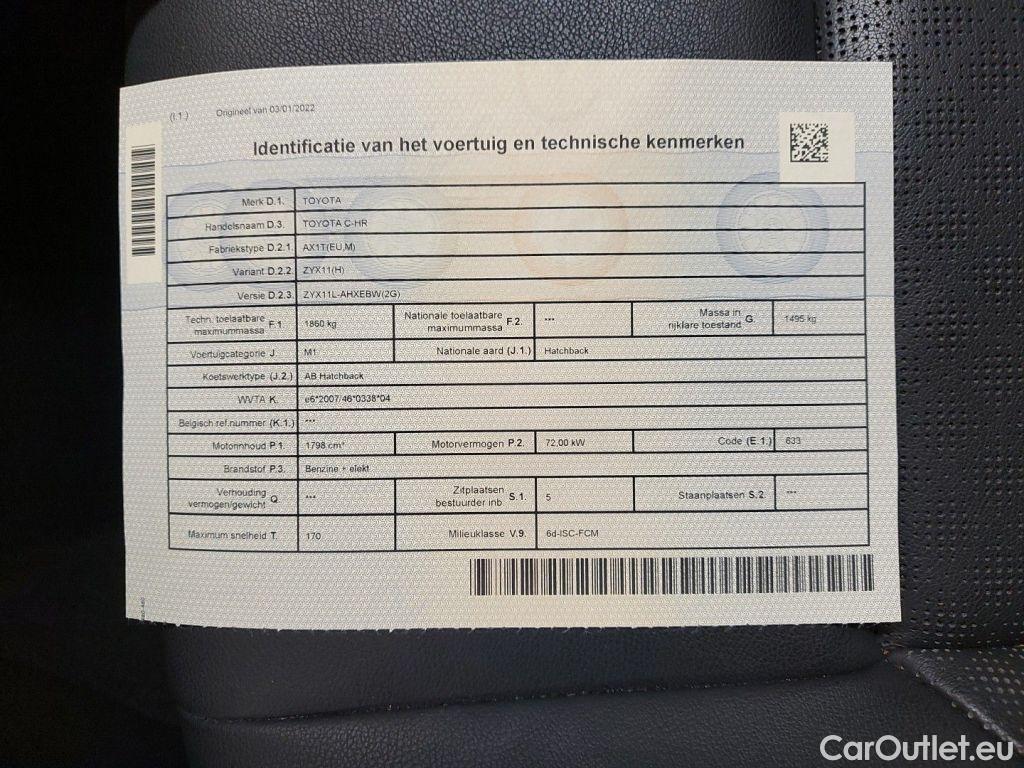 (I.1.) Origineel van 03/01/2022
Identificatie van het voertuig en technische kenmerken
Merk D.1. TOYOTA
Handelsnaam D.3. TOYOTA C-HR
Fabriekstype D.2.1. AX1T(EU,M)
Variant D.2.2. ZYX11(H)
Versie D.2.3. ZYX11L-AHXEBW(2G)
Techn. toelaatbare maximummassa F.1. 1860 kg Nationale toelaatbare maximummassa F.2. *** Massa in rijklare toestand G. 1495 kg
Voertuigcategorie J. M1 Nationale aard (J.1.) Hatchback
Koetswerktype (J.2.) AB Hatchback
WVTA K. e6*2007/46*0338*04
Belgisch ref.nummer (K.1.) ***
Motorinhoud P.1. 1798 cm³ Motorvermogen P.2. 72,00 kW Code (E.1.) 633
Brandstof P.3. Benzine + elekt
Verhouding vermogen/gewicht Q. *** Zitplaatsen bestuurder inb S.1. 5 Staanplaatsen S.2. ***
Maximum snelheid T. 170 Milieuklasse V.9. 6d-ISC-FCM
CarOutlet.eu